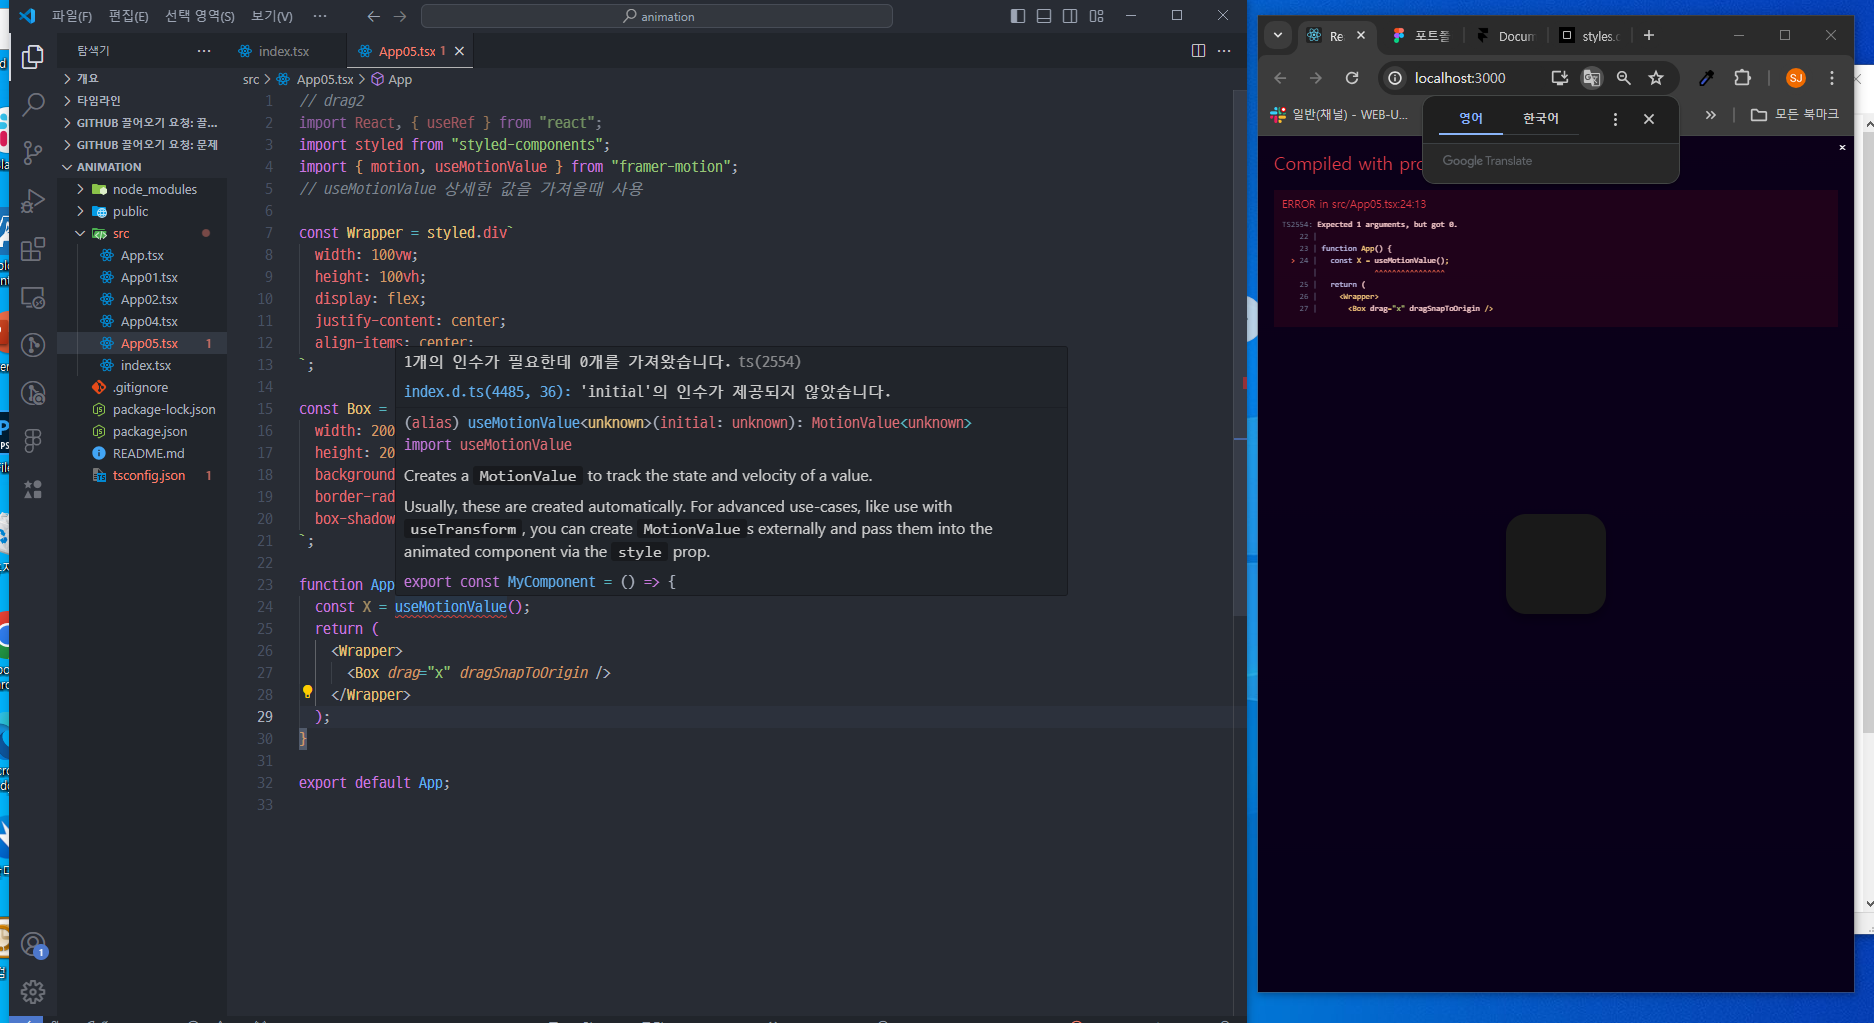 파일(F) 편집(E) 선택 영역(S) 보기(V) ··· animation
탐색기 ···
개요
타임라인
GITHUB 끌어오기 요청: 끌...
GITHUB 끌어오기 요청: 문제
ANIMATION
node_modules
public
src
App.tsx
App01.tsx
App02.tsx
App04.tsx
App05.tsx 1
index.tsx
.gitignore
package-lock.json
package.json
README.md
tsconfig.json 1
1
index.tsx App05.tsx 1
src > App05.tsx > App
1 // drag2
2 import React, { useRef } from "react";
3 import styled from "styled-components";
4 import { motion, useMotionValue } from "framer-motion";
5 // useMotionValue 상세한 값을 가져올때 사용
6
7 const Wrapper = styled.div`
8 width: 100vw;
9 height: 100vh;
10 display: flex;
11 justify-content: center;
12 align-items: center;
13 `;
14
15 const Box =
16 width: 200
17 height: 20
18 background
19 border-rad
20 box-shadow
21 `;
22
23 function App
24 const X = useMotionValue();
25 return (
26 <Wrapper>
27 <Box drag="x" dragSnapToOrigin />
28 </Wrapper>
29 );
30 }
31
32 export default App;
33
1개의 인수가 필요한데 0개를 가져왔습니다. ts(2554)
index.d.ts(4485, 36): 'initial'의 인수가 제공되지 않았습니다.
(alias) useMotionValue<unknown>(initial: unknown): MotionValue<unknown>
import useMotionValue
Creates a MotionValue to track the state and velocity of a value.
Usually, these are created automatically. For advanced use-cases, like use with
useTransform, you can create MotionValue s externally and pass them into the
animated component via the style prop.
export const MyComponent = () => {
Re 포트폴 Docum styles.c
localhost:3000 SJ
일반(채널) - WEB-U... » 모든 북마크
영어 한국어
Google Translate
Compiled with pro
ERROR in src/App05.tsx:24:13
TS2554: Expected 1 arguments, but got 0.
22 |
23 | function App() {
> 24 | const X = useMotionValue();
| ^^^^^^^^^^^^^^^^
25 | return (
26 | <Wrapper>
27 | <Box drag="x" dragSnapToOrigin />